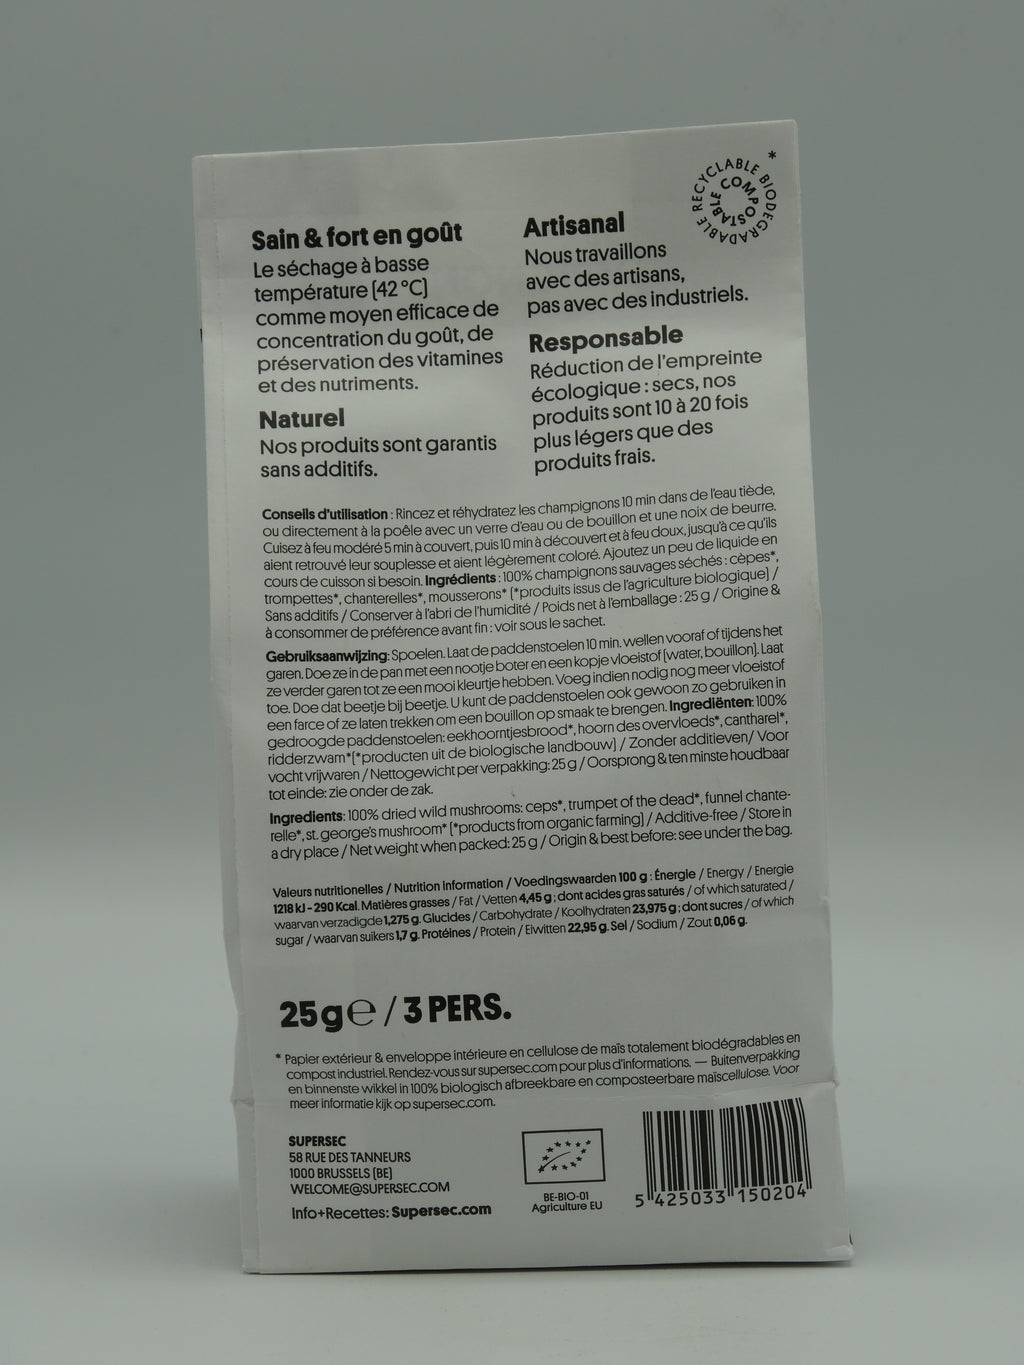 RECYCLABLE BIODÉGRADABLE
COMPOSTABLE
*
Sain & fort en goût
Le séchage à basse
température (42 °C)
comme moyen efficace de
concentration du goût, de
préservation des vitamines
et des nutriments.
Naturel
Nos produits sont garantis
sans additifs.
Artisanal
Nous travaillons
avec des artisans,
pas avec des industriels.
Responsable
Réduction de l'empreinte
écologique : secs, nos
produits sont 10 à 20 fois
plus légers que des
produits frais.
Conseils d'utilisation : Rincez et réhydratez les champignons 10 min dans de l'eau tiède,
ou directement à la poêle avec un verre d'eau ou de bouillon et une noix de beurre.
Cuisez à feu modéré 5 min à couvert, puis 10 min à découvert et à feu doux, jusqu'à ce qu'ils
aient retrouvé leur souplesse et aient légèrement coloré. Ajoutez un peu de liquide en
cours de cuisson si besoin. Ingrédients : 100% champignons sauvages séchés : cèpes*,
trompettes*, chanterelles*, mousserons* (*produits issus de l'agriculture biologique) /
Sans additifs / Conserver à l'abri de l'humidité / Poids net à l'emballage : 25 g / Origine &
à consommer de préférence avant fin : voir sous le sachet.
Gebruiksaanwijzing: Spoelen. Laat de paddenstoelen 10 min. wellen vooraf of tijdens het
garen. Doe ze in de pan met een nootje boter en een kopje vloeistof (water, bouillon). Laat
ze verder garen tot ze een mooi kleurtje hebben. Voeg indien nodig nog meer vloeistof
toe. Doe dat beetje bij beetje. U kunt de paddenstoelen ook gewoon zo gebruiken in
een farce of ze laten trekken om een bouillon op smaak te brengen. Ingrediënten: 100%
gedroogde paddenstoelen: eekhoorntjesbrood*, hoorn des overvloeds*, cantharel*,
ridderzwam*(*producten uit de biologische landbouw) / Zonder additieven/ Voor
vocht vrijwaren / Nettogewicht per verpakking: 25 g / Oorsprong & ten minste houdbaar
tot einde: zie onder de zak.
Ingredients: 100% dried wild mushrooms: ceps*, trumpet of the dead*, funnel chante-
relle*, st. george's mushroom* (*products from organic farming) / Additive-free / Store in
a dry place / Net weight when packed: 25 g / Origin & best before: see under the bag.
Valeurs nutritionelles / Nutrition information / Voedingswaarden 100 g : Énergie / Energy / Energie
1218 kJ - 290 Kcal. Matières grasses / Fat / Vetten 4,45 g ; dont acides gras saturés / of which saturated /
waarvan verzadigde 1,275 g. Glucides / Carbohydrate / Koolhydraten 23,975 g ; dont sucres / of which
sugar / waarvan suikers 1,7 g. Protéines / Protein / Eiwitten 22,95 g. Sel / Sodium / Zout 0,06 g.
25 g e / 3 PERS.
* Papier extérieur & enveloppe intérieure en cellulose de maïs totalement biodégradables en
compost industriel. Rendez-vous sur supersec.com pour plus d'informations. — Buitenverpakking
en binnenste wikkel in 100% biologisch afbreekbare en composteerbare maïscellulose. Voor
meer informatie kijk op supersec.com.
SUPERSEC
58 RUE DES TANNEURS
1000 BRUSSELS (BE)
WELCOME@SUPERSEC.COM
Info+Recettes: Supersec.com
BE-BIO-01
Agriculture EU
5 425033 150204